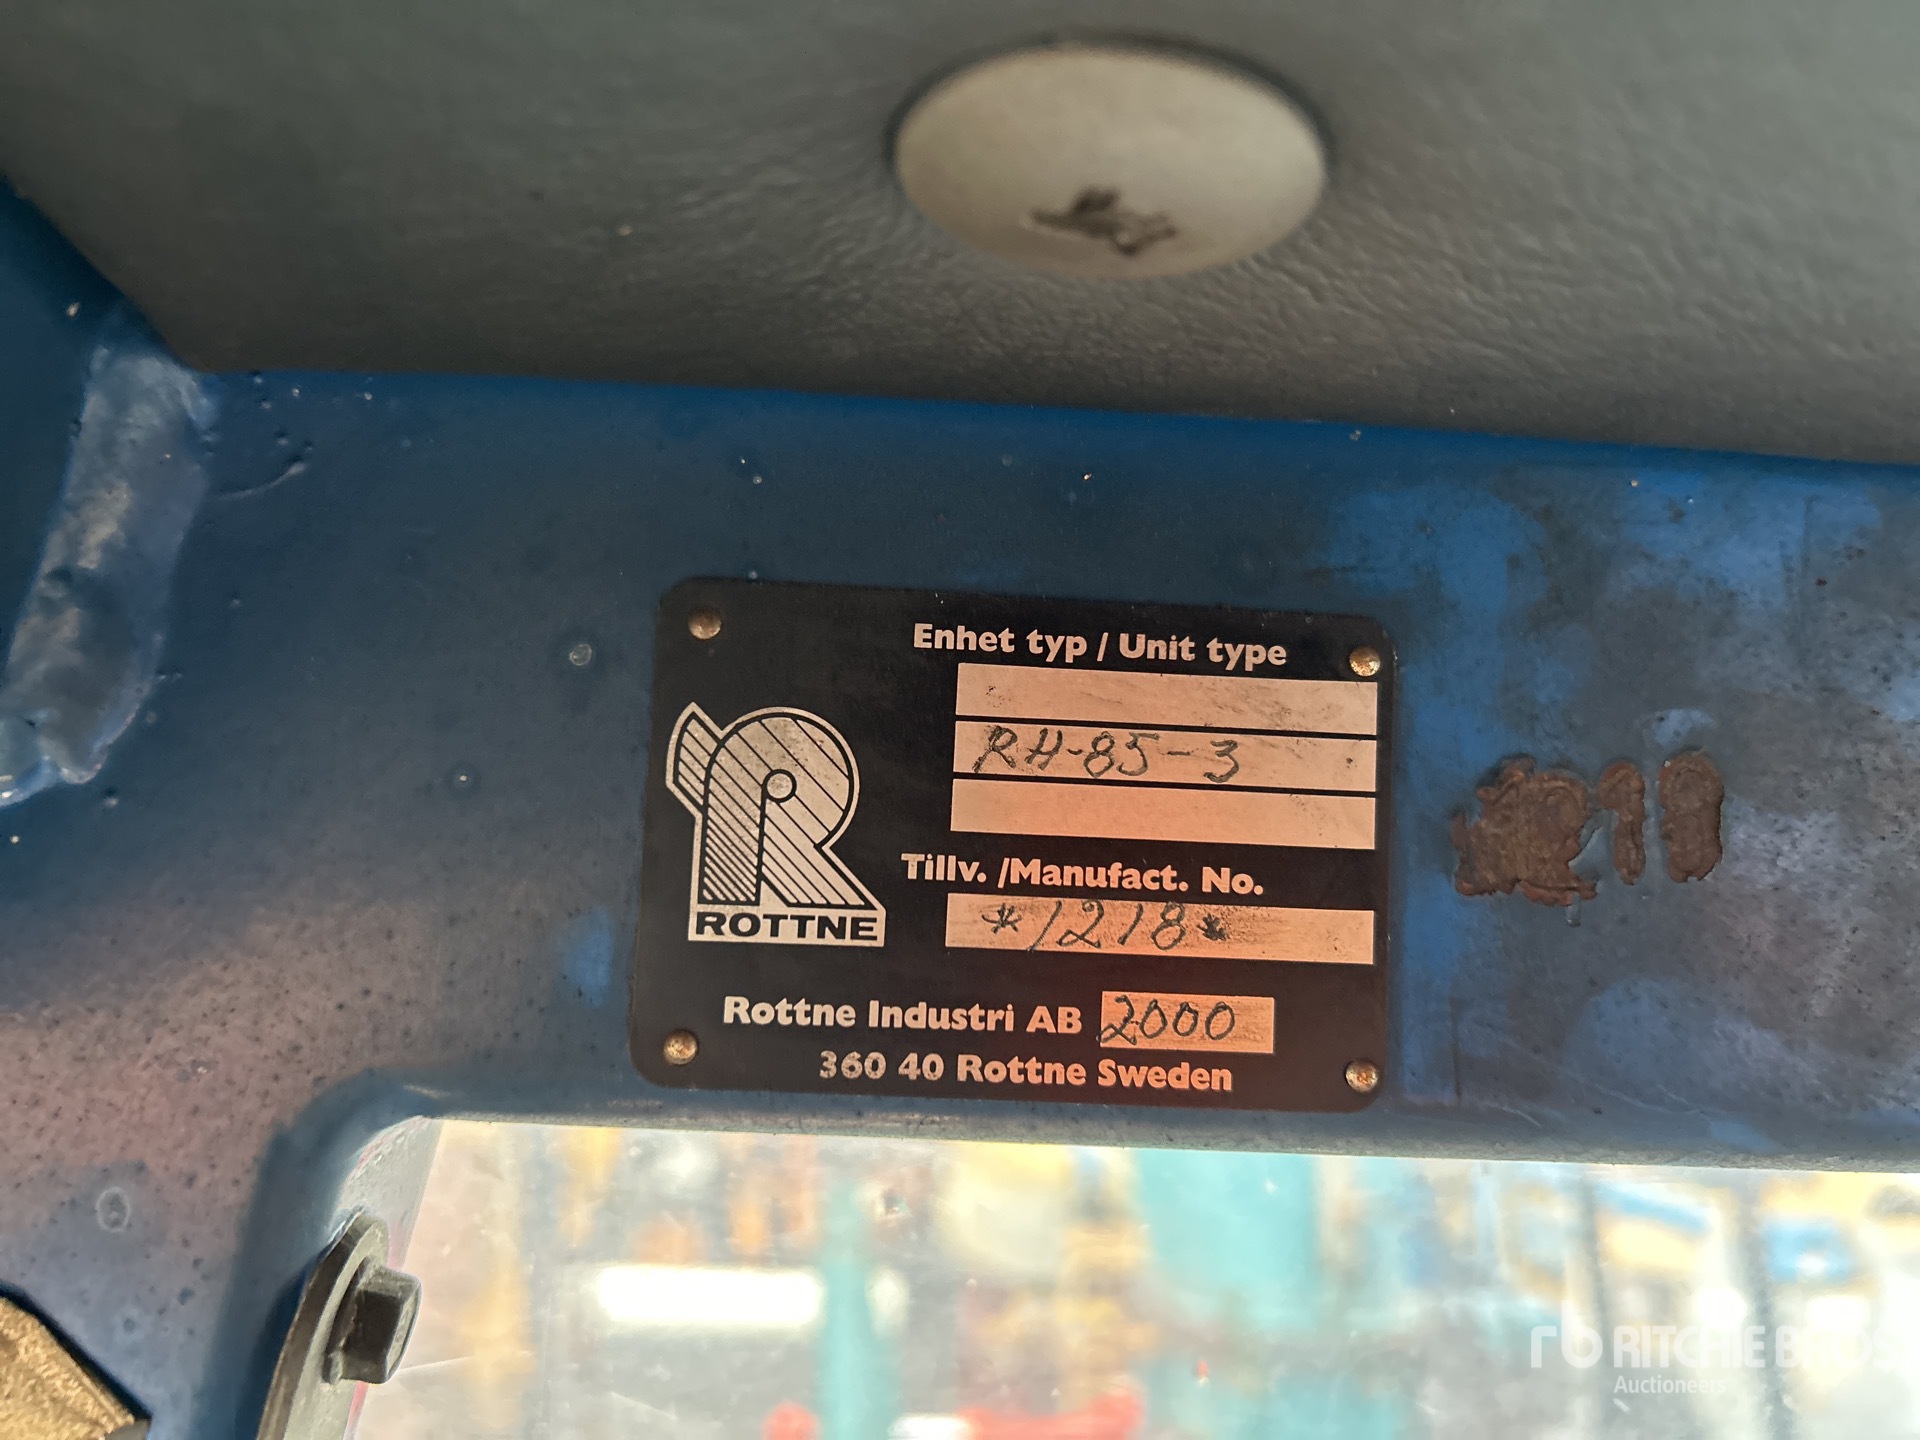 Enhet typ / Unit type
RH-85-3
Tillv. /Manufact. No.
*1218*
ROTTNE
Rottne Industri AB 2000
360 40 Rottne Sweden
rb RITCHIE BROS
Auctioneers